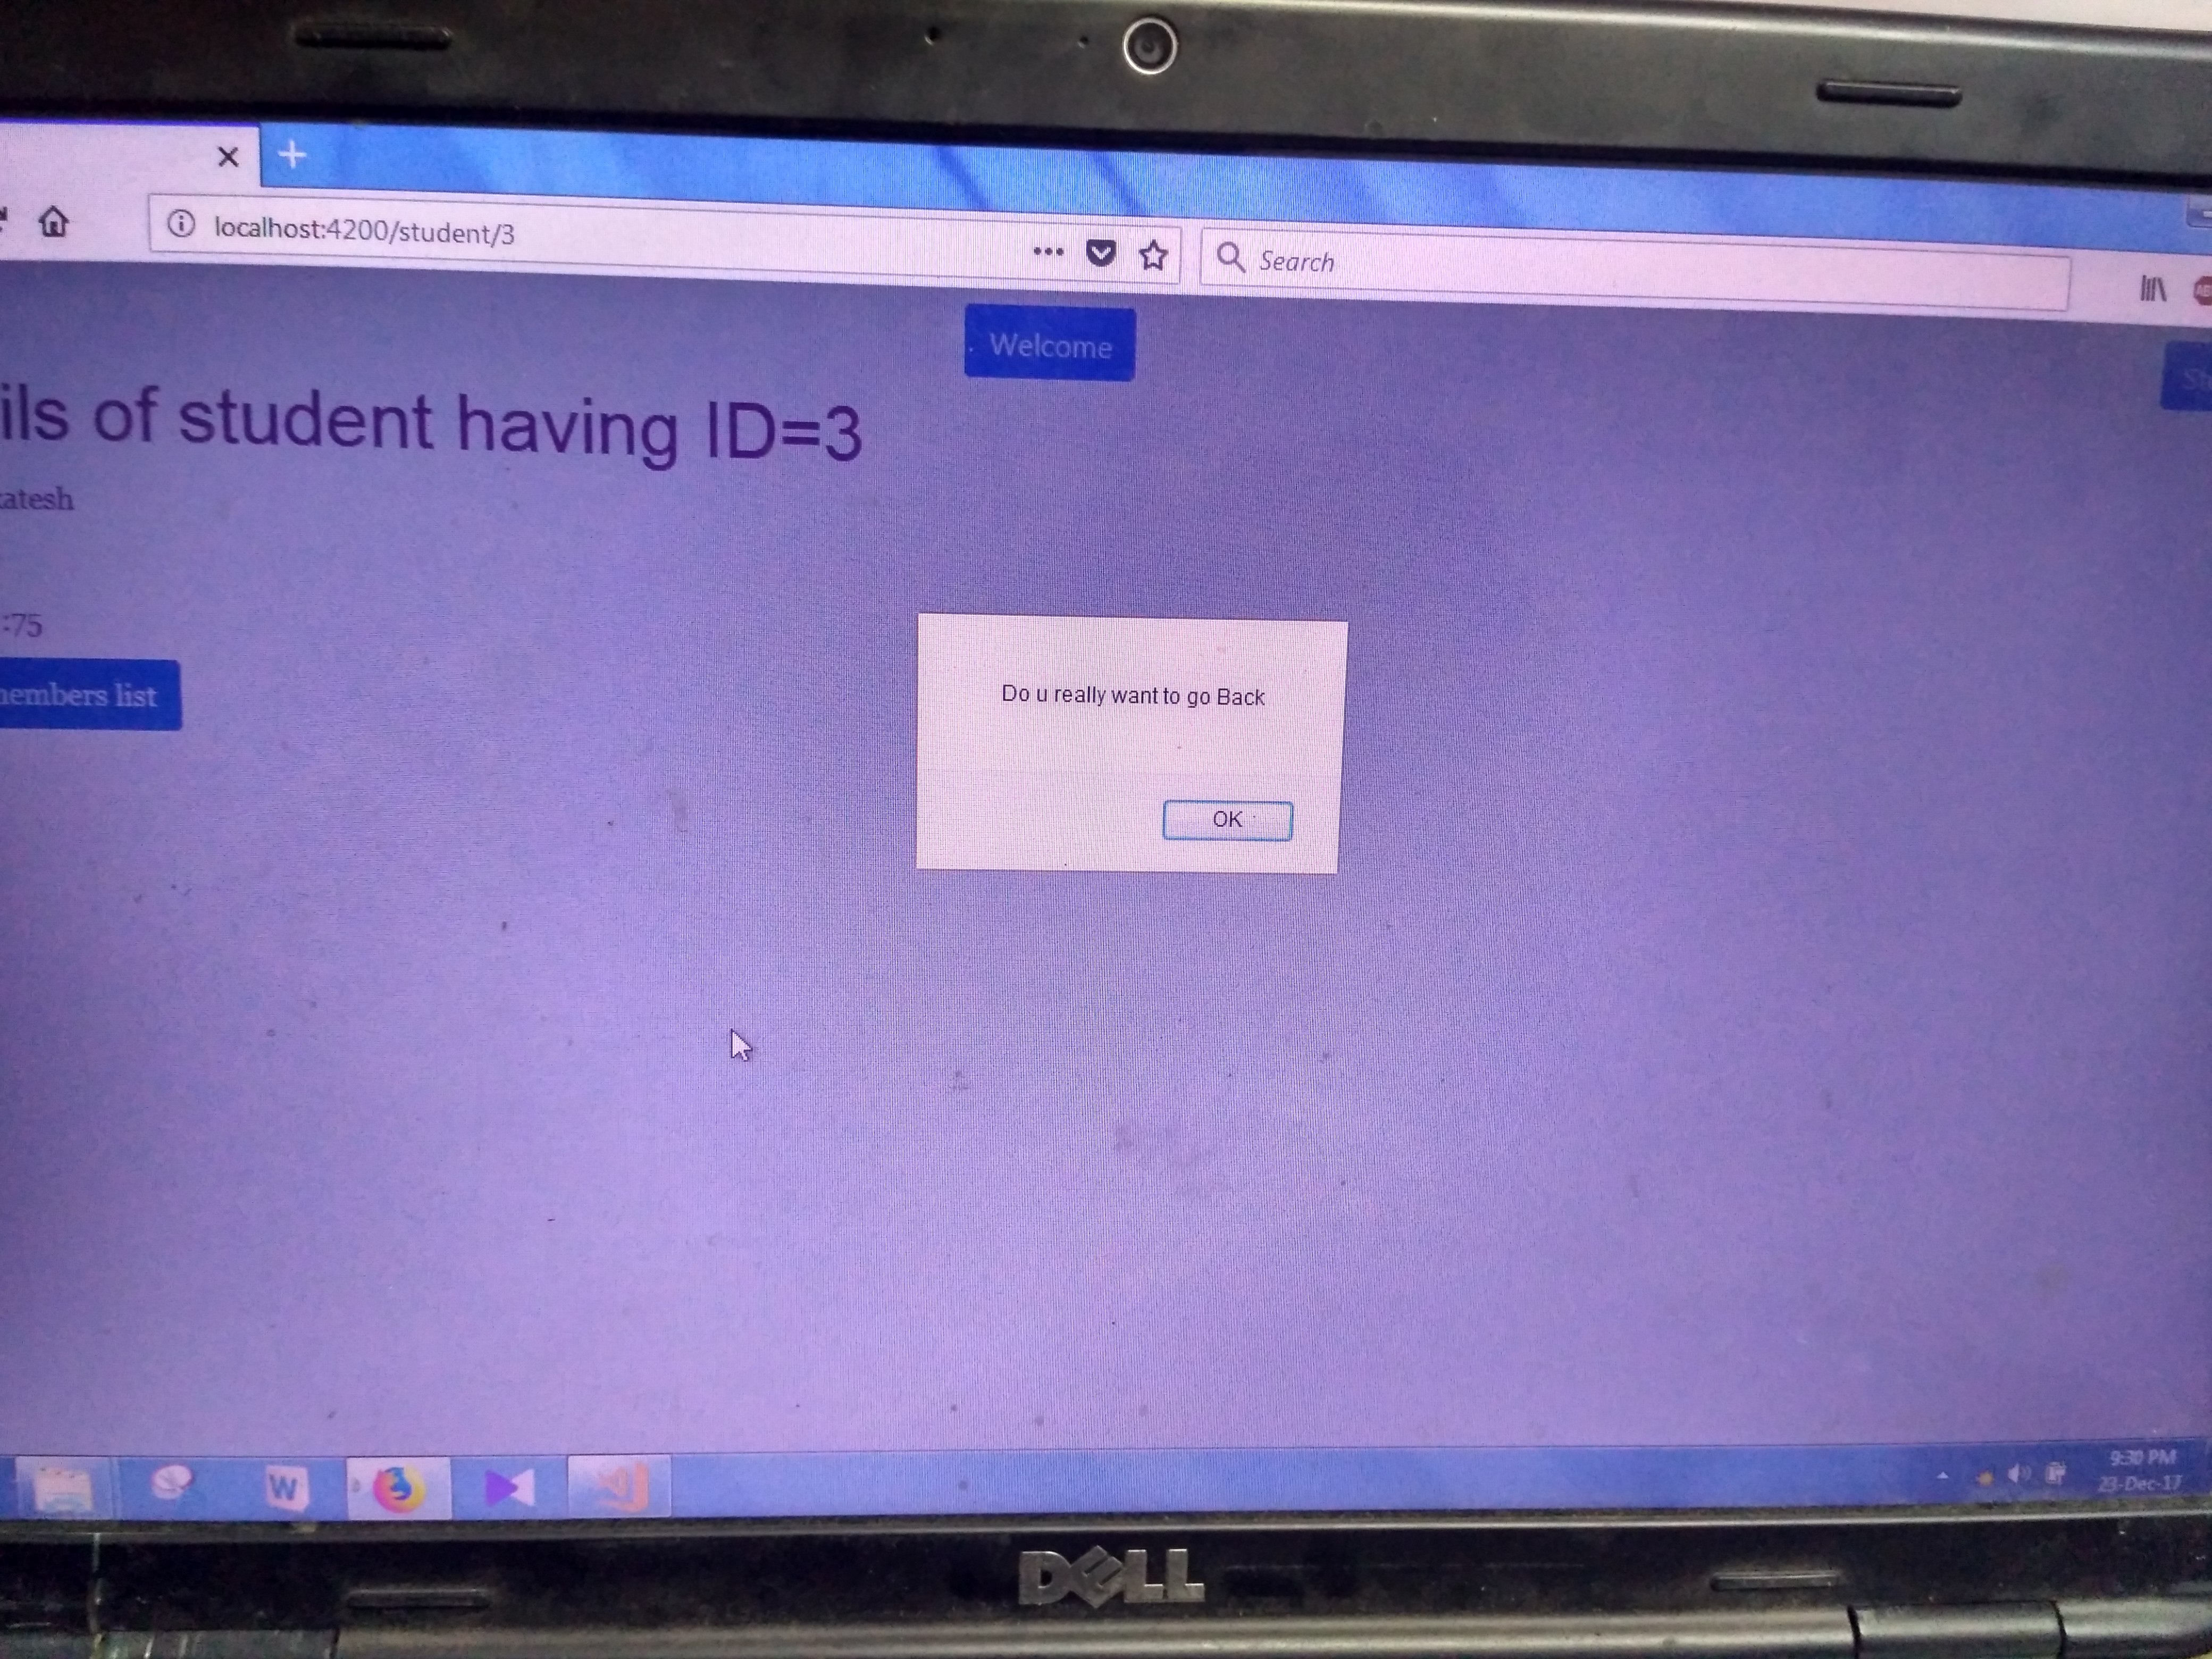 localhost:4200/student/3
Search
Welcome
ils of student having ID=3
atesh
:75
members list
Do u really want to go Back
OK
W
9:30 PM
23-Dec-17
DELL